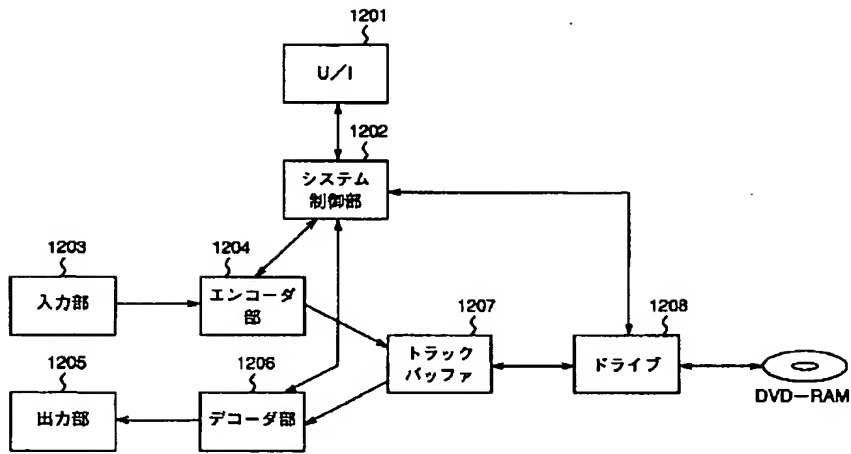 1201
U/I
1202
システム
制御部
1203
入力部
1204
エンコーダ
部
1205
出力部
1206
デコーダ部
1207
トラック
バッファ
1208
ドライブ
DVD-RAM